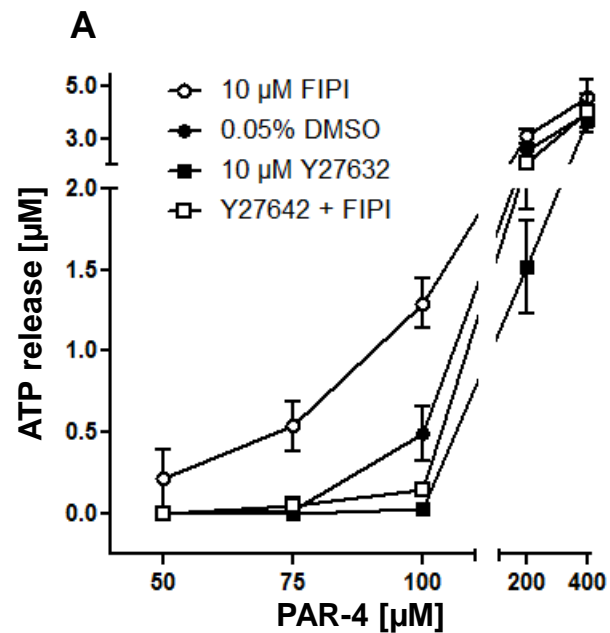 A
10 µM FIPI
0.05% DMSO
10 µM Y27632
Y27642 + FIPI
5.0
3.0
2.0
1.5
1.0
0.5
0.0
ATP release [µM]
50 75 100 200 400
PAR-4 [µM]